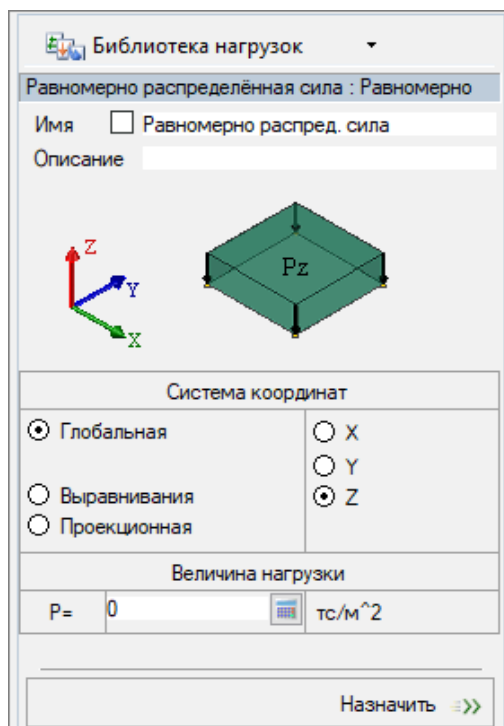 Библиотека нагрузок
Равномерно распределённая сила : Равномерно
Имя Равномерно распред. сила
Описание
Z
Pz
Y
X
Система координат
Глобальная X
Y
Выравнивания Z
Проекционная
Величина нагрузки
P= 0 тс/м^2
Назначить